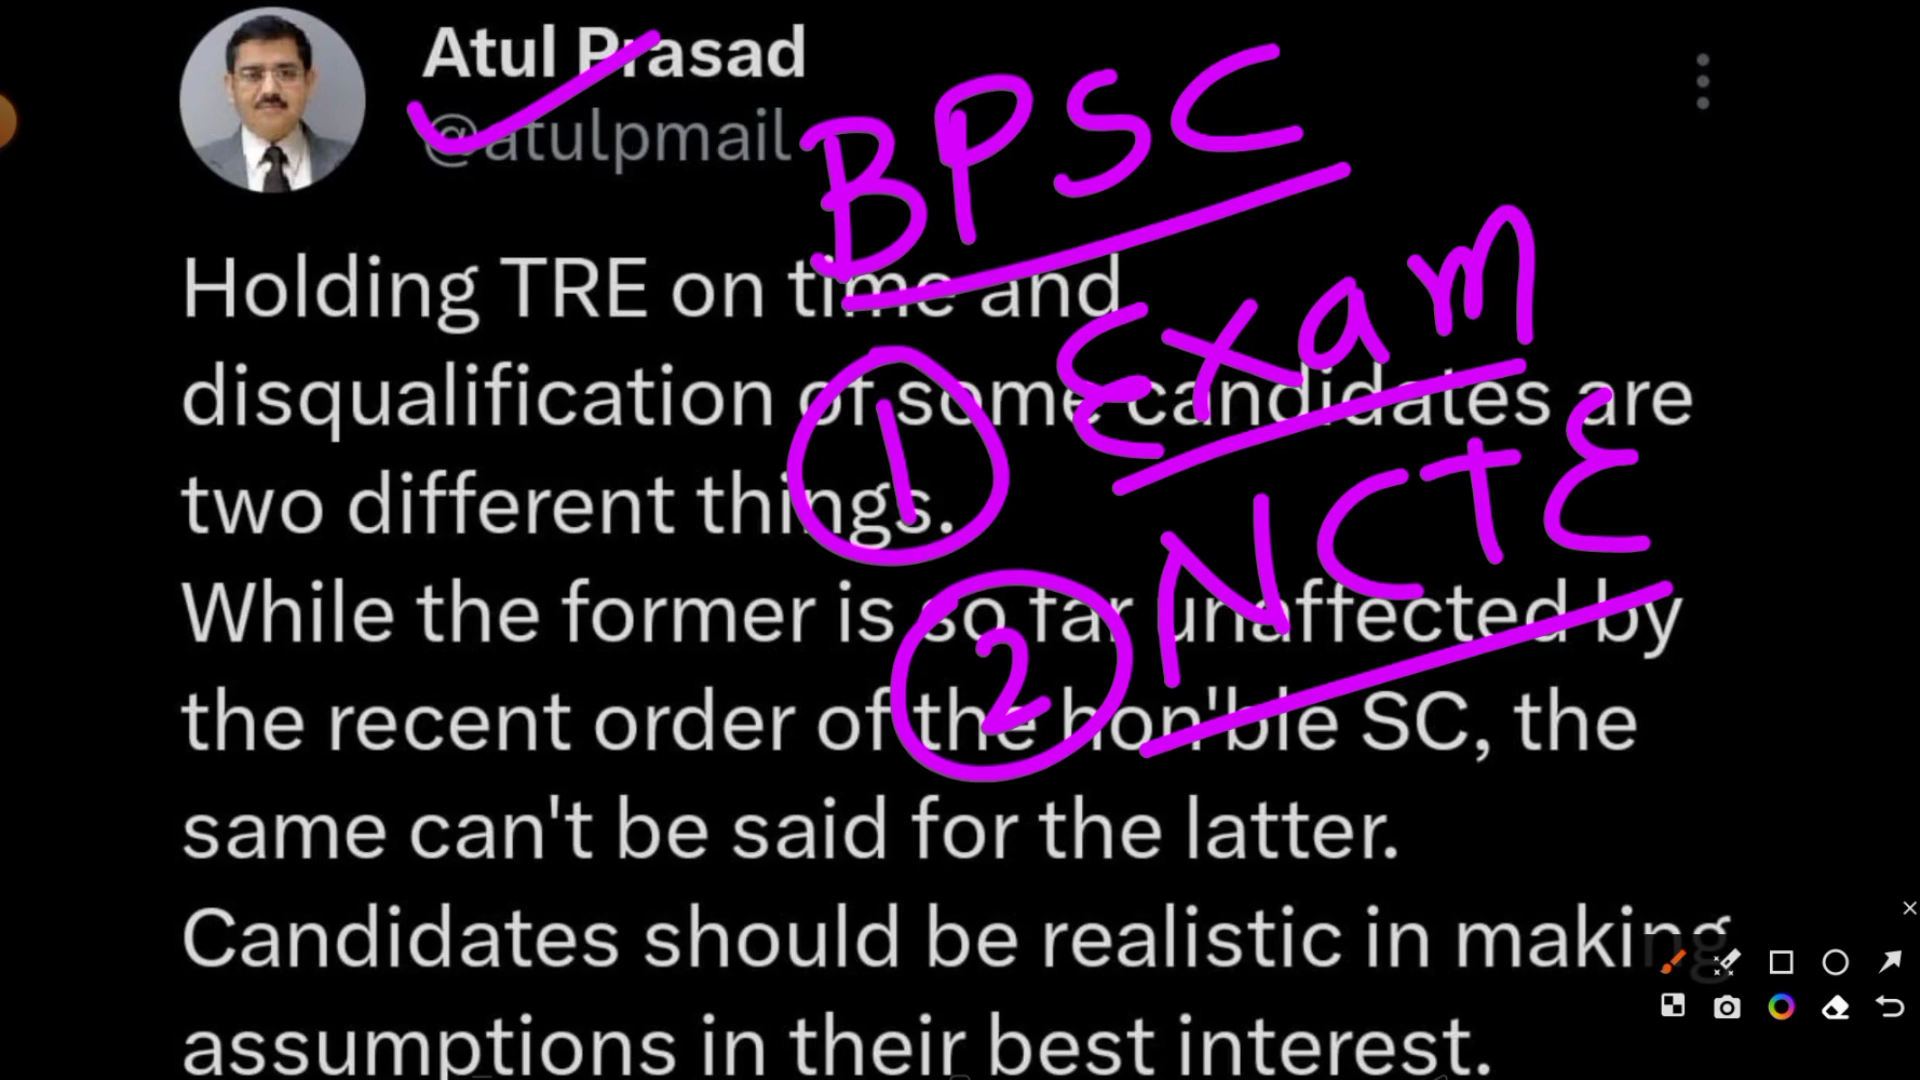 Atul Prasad
@atulpmail
BPSC
Holding TRE on time and
Exam
disqualification of some candidates are
1
two different things.
NCTE
While the former is so far unaffected by
2
the recent order of the hon'ble SC, the
same can't be said for the latter.
Candidates should be realistic in making
assumptions in their best interest.